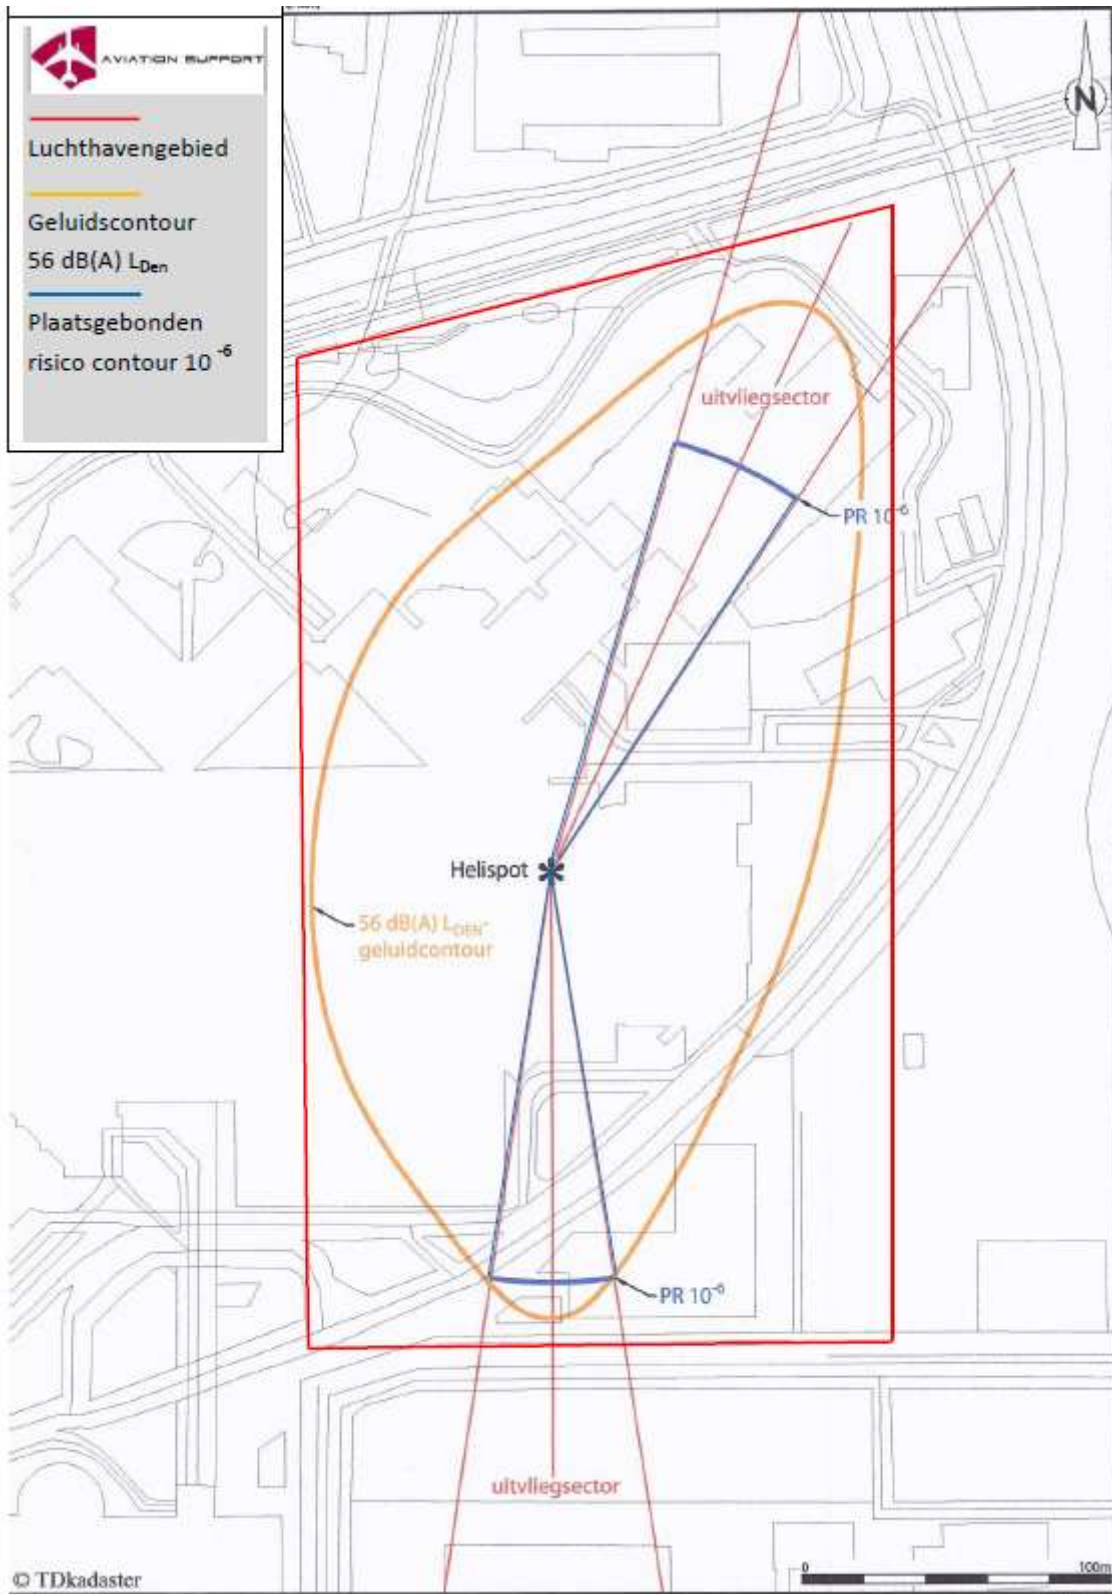 AVIATION SUPPORT
Luchthavengebied
Geluidscontour
56 dB(A) LDen
Plaatsgebonden
risico contour 10 -6
N
uitvliegsector
PR 10-6
Helispot
56 dB(A) LDEN-
geluidcontour
PR 10-6
uitvliegsector
© TDkadaster
0
100m